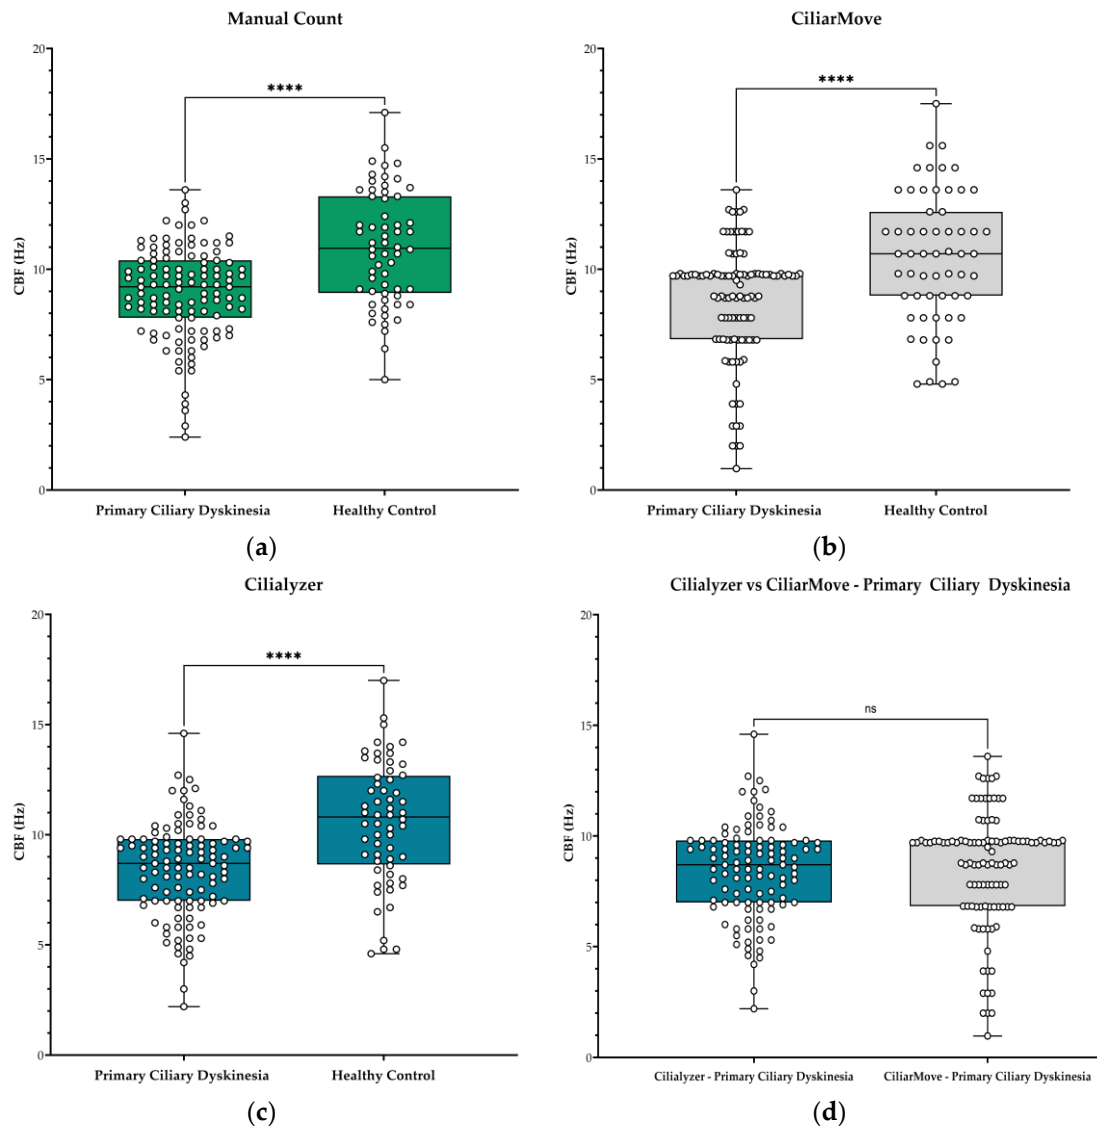 Manual Count
20
15
10
5
0
CBF (Hz)
****
Primary Ciliary Dyskinesia
Healthy Control
(a)
CiliarMove
20
15
10
5
0
CBF (Hz)
****
Primary Ciliary Dyskinesia
Healthy Control
(b)
Cilialyzer
20
15
10
5
0
CBF (Hz)
****
Primary Ciliary Dyskinesia
Healthy Control
(c)
Cilialyzer vs CiliarMove - Primary Ciliary Dyskinesia
20
15
10
5
0
CBF (Hz)
ns
Cilialyzer - Primary Ciliary Dyskinesia
CiliarMove - Primary Ciliary Dyskinesia
(d)